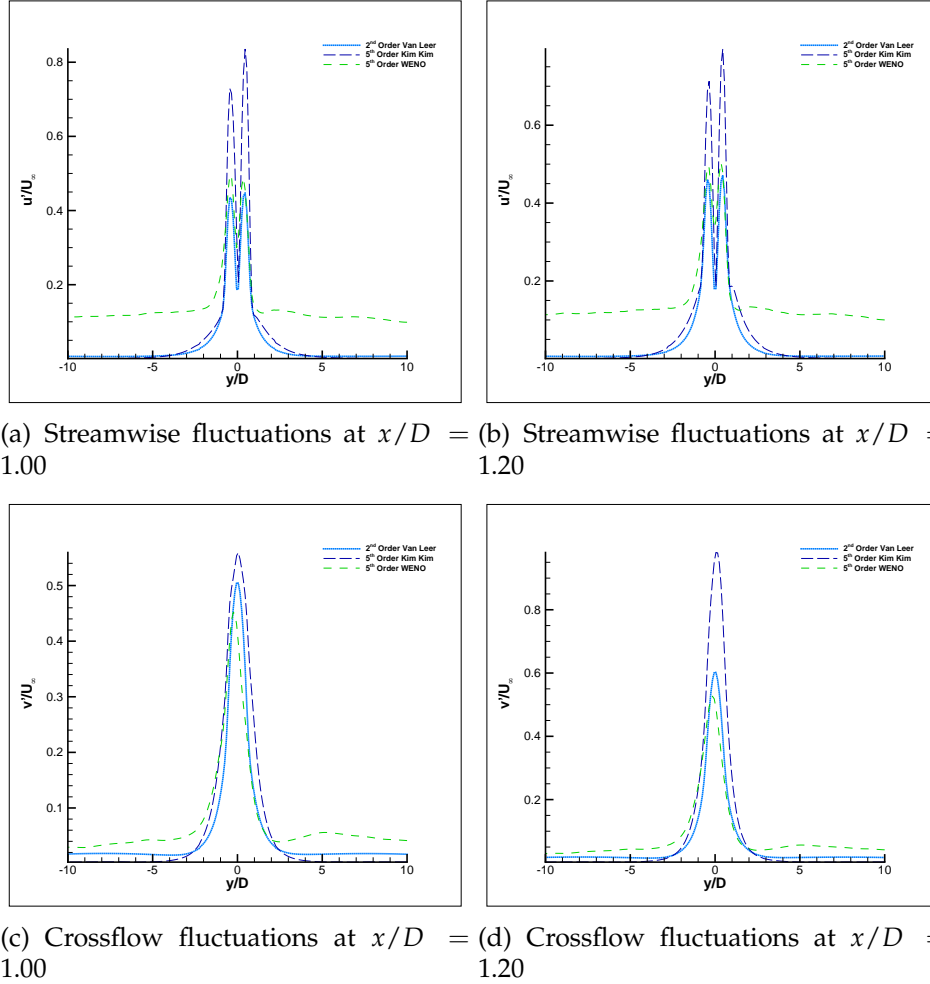 2nd Order Van Leer
5th Order Kim Kim
5th Order WENO
u'/U∞
0.8
0.6
0.4
0.2
-10 -5 0 5 10
y/D
2nd Order Van Leer
5th Order Kim Kim
5th Order WENO
u'/U∞
0.6
0.4
0.2
-10 -5 0 5 10
y/D
(a) Streamwise fluctuations at x/D =
1.00
(b) Streamwise fluctuations at x/D =
1.20
2nd Order Van Leer
5th Order Kim Kim
5th Order WENO
v'/U∞
0.5
0.4
0.3
0.2
0.1
-10 -5 0 5 10
y/D
2nd Order Van Leer
5th Order Kim Kim
5th Order WENO
v'/U∞
0.8
0.6
0.4
0.2
-10 -5 0 5 10
y/D
(c) Crossflow fluctuations at x/D =
1.00
(d) Crossflow fluctuations at x/D =
1.20